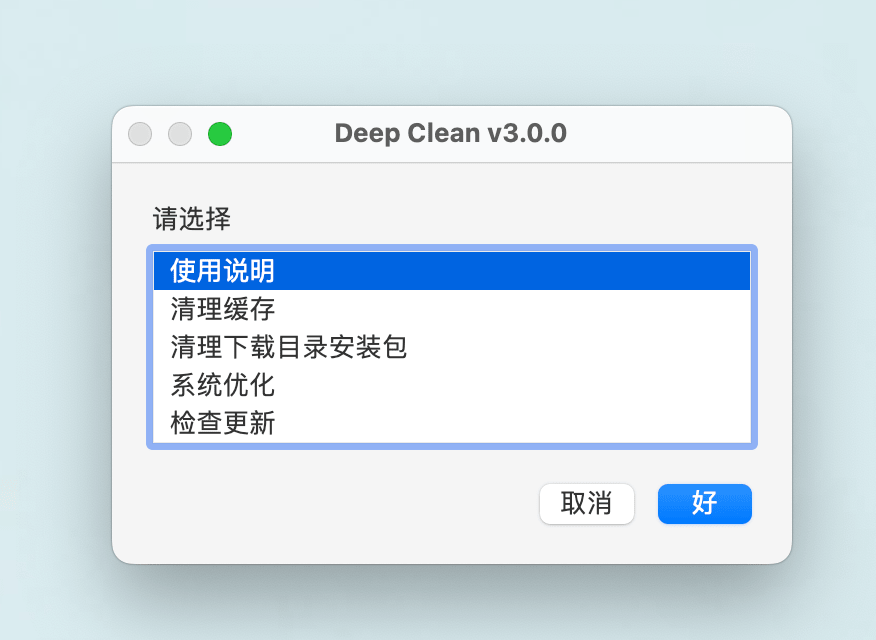 Deep Clean v3.0.0
请选择
使用说明
清理缓存
清理下载目录安装包
系统优化
检查更新
取消
好